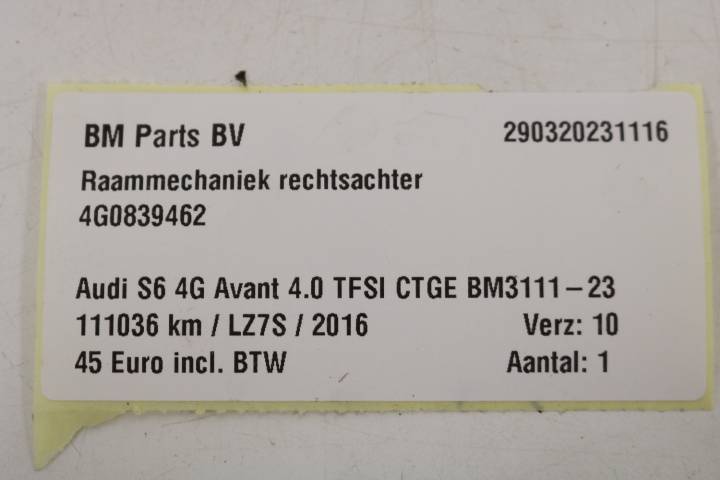 BM Parts BV 290320231116
Raammechaniek rechtsachter
4G0839462
Audi S6 4G Avant 4.0 TFSI CTGE BM3111-23
111036 km / LZ7S / 2016 Verz: 10
45 Euro incl. BTW Aantal: 1